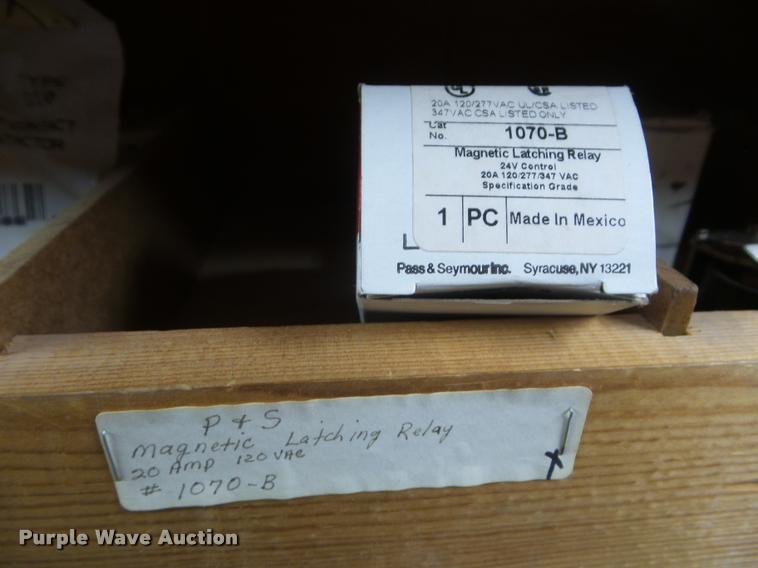 UL
20A 120/277VAC UL/CSA LISTED
347VAC CSA LISTED ONLY
Cat
No. 1070-B
Magnetic Latching Relay
24V Control
20A 120/277/347 VAC
Specification Grade
1 PC Made In Mexico
Pass & Seymour Inc. Syracuse, NY 13221
P & S
Magnetic Latching Relay
20 Amp 120 VAC
# 1070-B
Purple Wave Auction